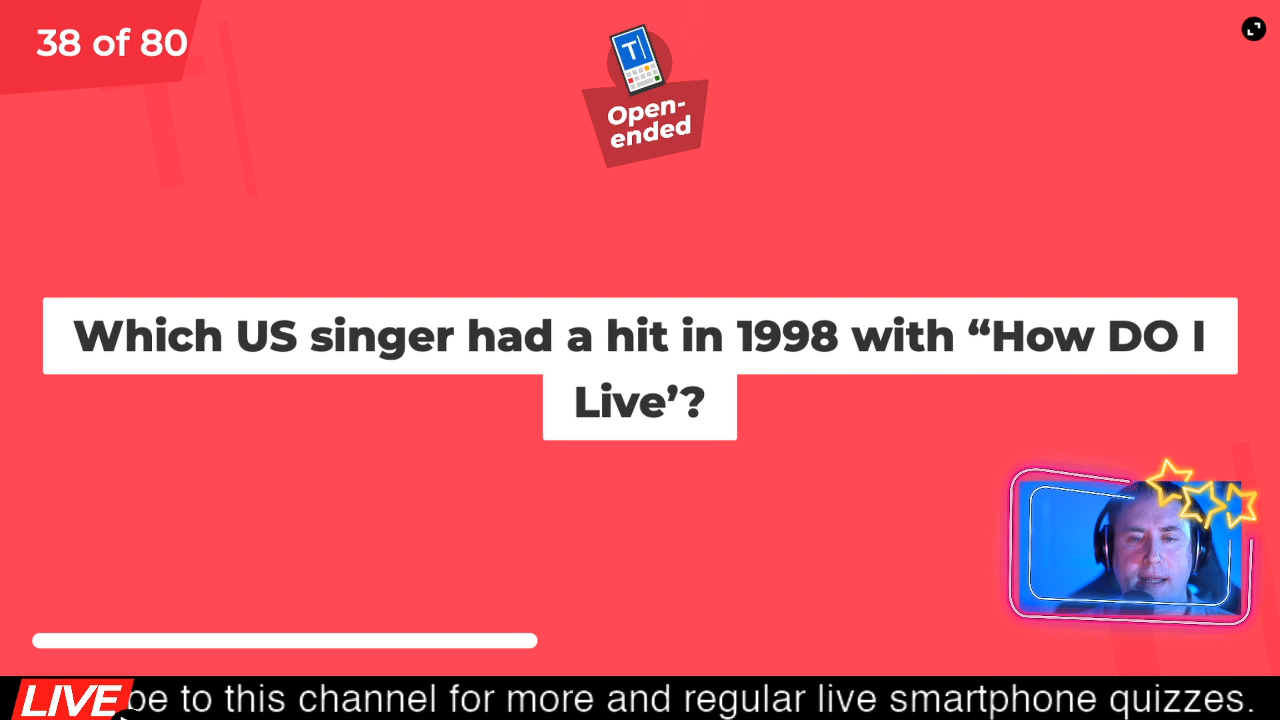 38 of 80
T
Open-
ended
Which US singer had a hit in 1998 with “How DO I
Live’?
LIVE be to this channel for more and regular live smartphone quizzes.